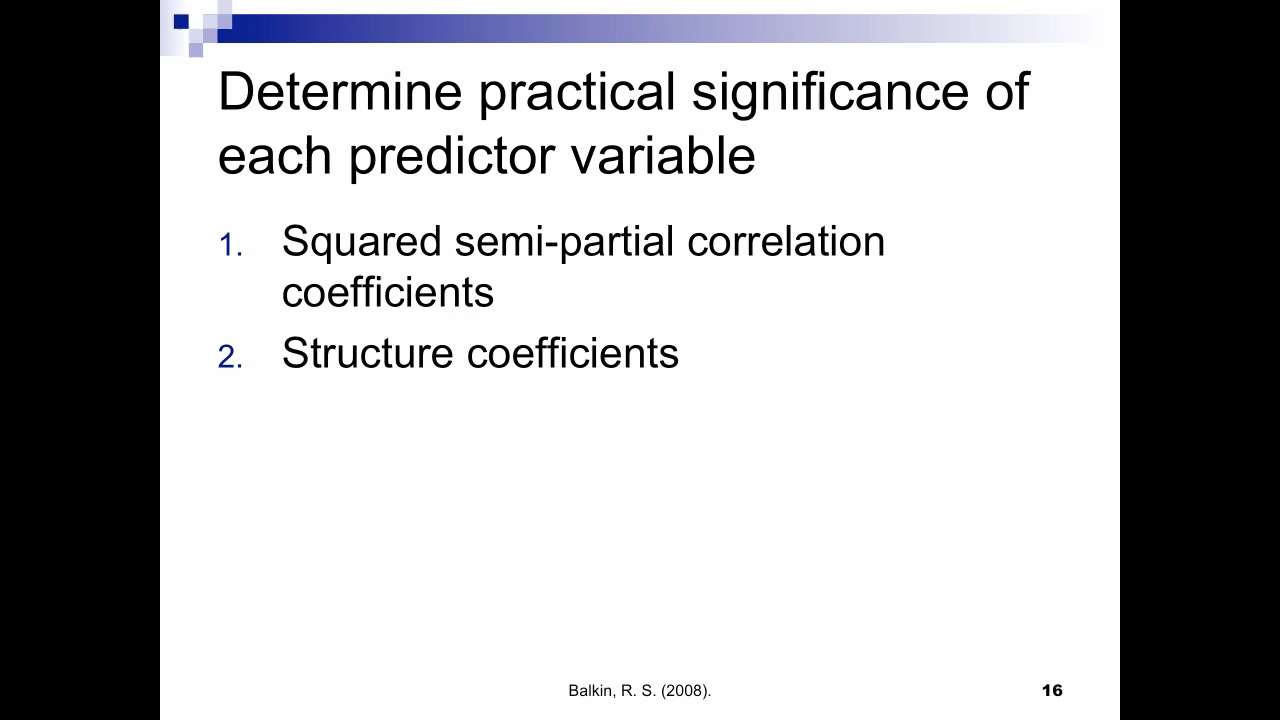 Determine practical significance of
each predictor variable
1. Squared semi-partial correlation
coefficients
2. Structure coefficients
Balkin, R. S. (2008).
16